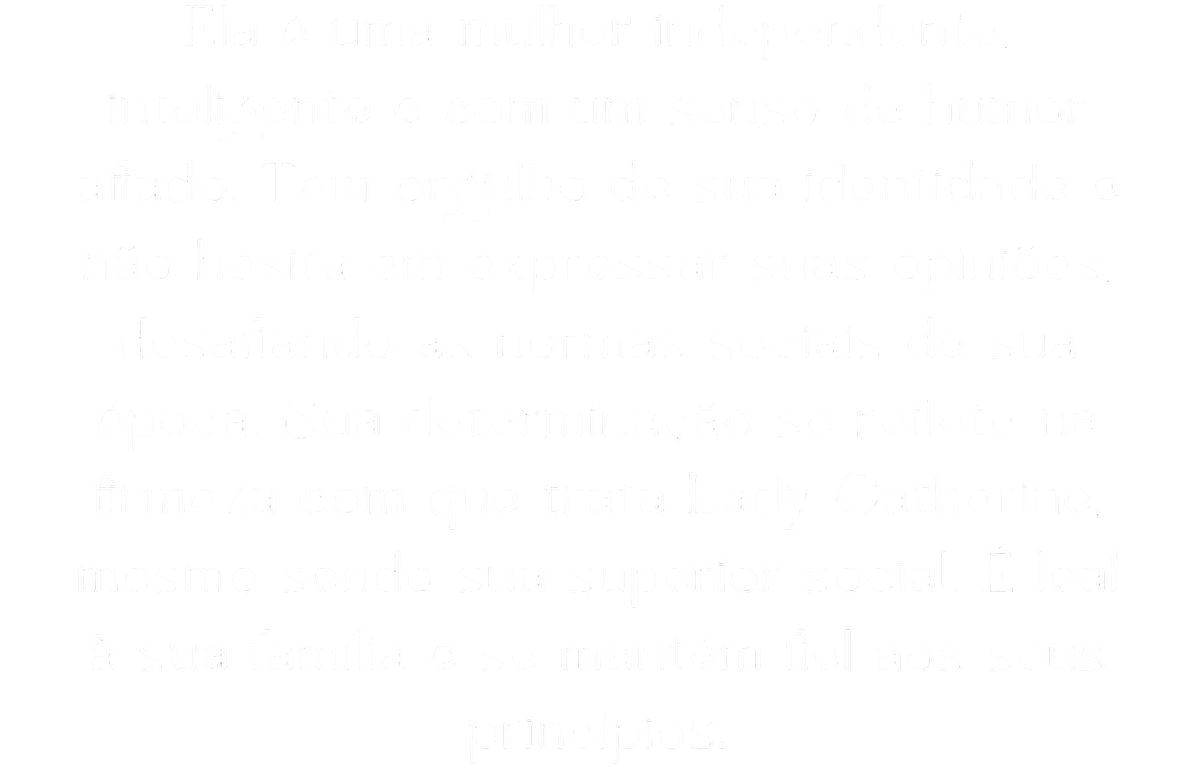 Ela é uma mulher independente,
inteligente e com um senso de humor
afiado. Tem orgulho de sua identidade e
não hesita em expressar suas opiniões,
desafiando as normas sociais de sua
época. Sua determinação se reflete na
firmeza com que trata Lady Catherine,
mesmo sendo sua superior social. É leal
à sua família e se mantém fiel aos seus
princípios.